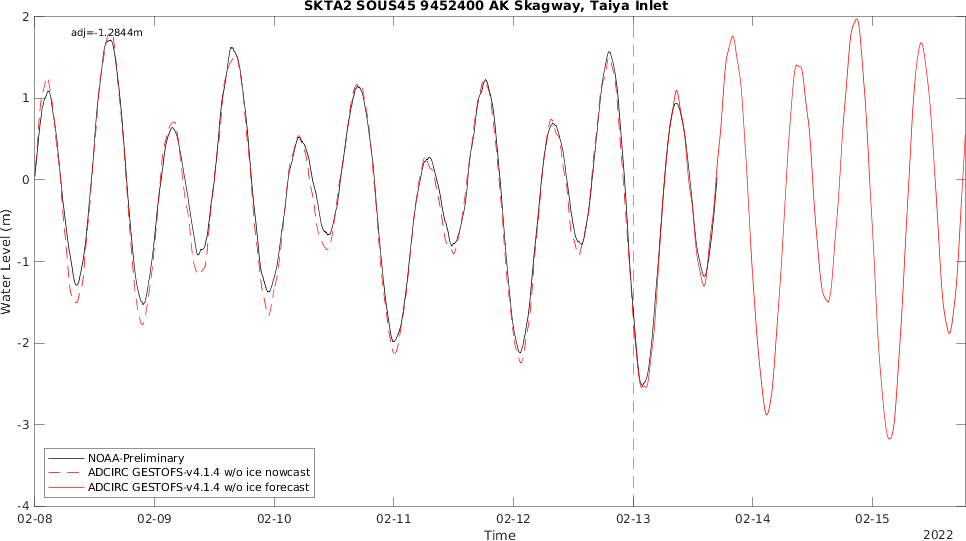 SKTA2 SOUS45 9452400 AK Skagway, Taiya Inlet
adj=-1.2844m
2
1
0
-1
-2
-3
-4
Water Level (m)
NOAA-Preliminary
ADCIRC GESTOFS-v4.1.4 w/o ice nowcast
ADCIRC GESTOFS-v4.1.4 w/o ice forecast
02-08 02-09 02-10 02-11 02-12 02-13 02-14 02-15
Time
2022